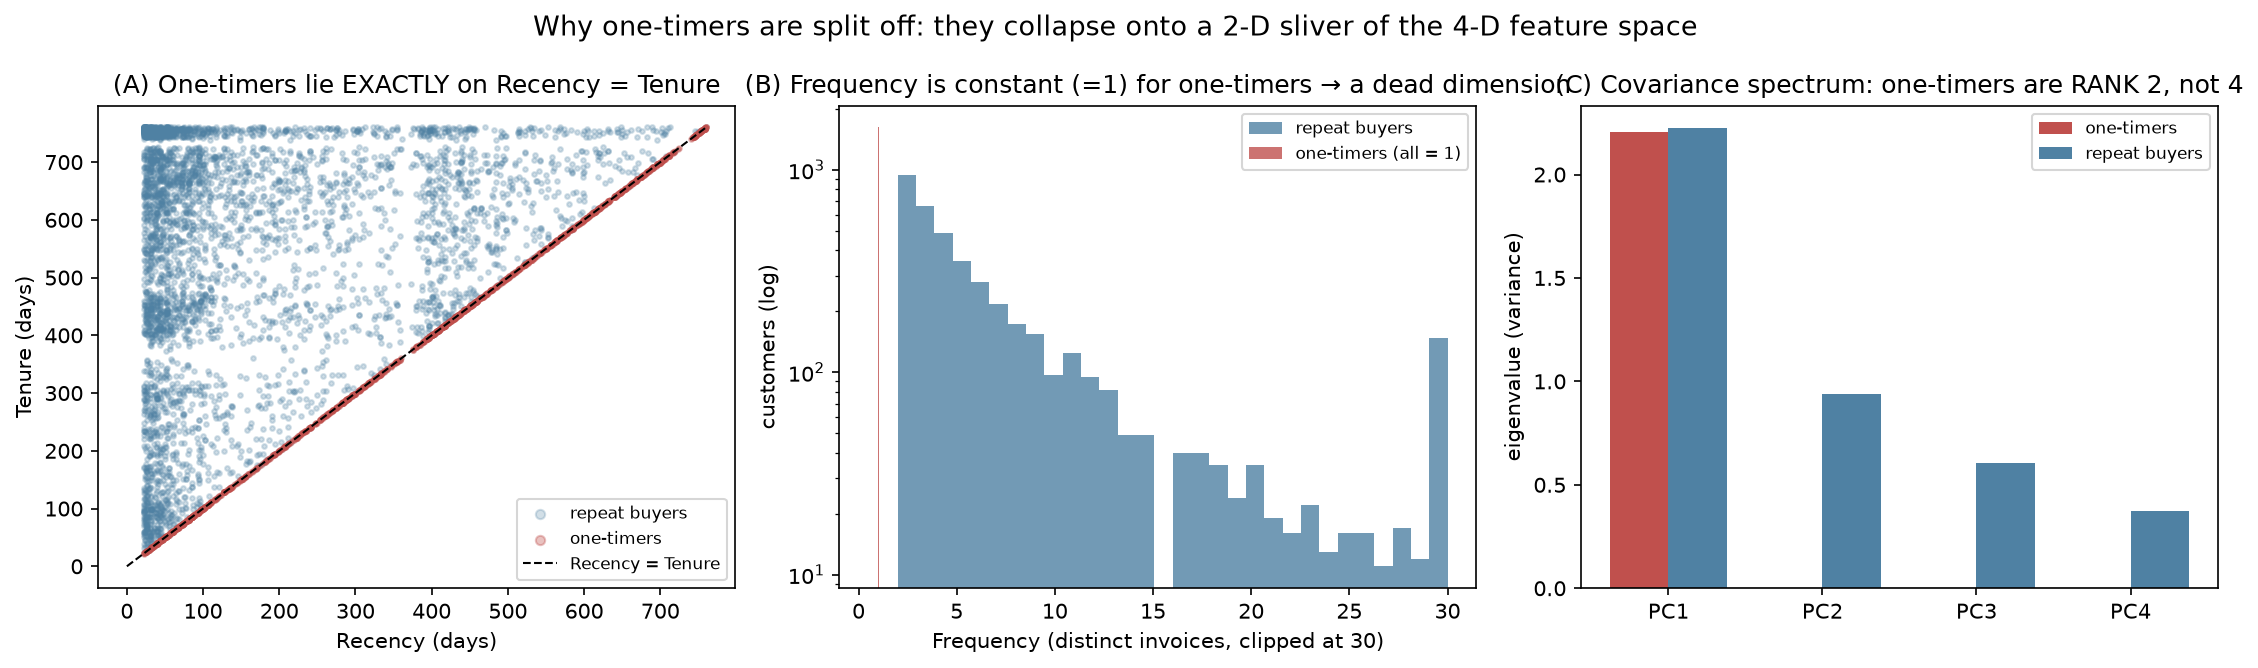 Why one-timers are split off: they collapse onto a 2-D sliver of the 4-D feature space
(A) One-timers lie EXACTLY on Recency = Tenure
700
600
500
400
300
200
100
0
Tenure (days)
0 100 200 300 400 500 600 700
Recency (days)
repeat buyers
one-timers
Recency = Tenure
(B) Frequency is constant (=1) for one-timers → a dead dimension
10³
10²
10¹
customers (log)
0 5 10 15 20 25 30
Frequency (distinct invoices, clipped at 30)
repeat buyers
one-timers (all = 1)
(C) Covariance spectrum: one-timers are RANK 2, not 4
2.0
1.5
1.0
0.5
0.0
eigenvalue (variance)
PC1 PC2 PC3 PC4
one-timers
repeat buyers